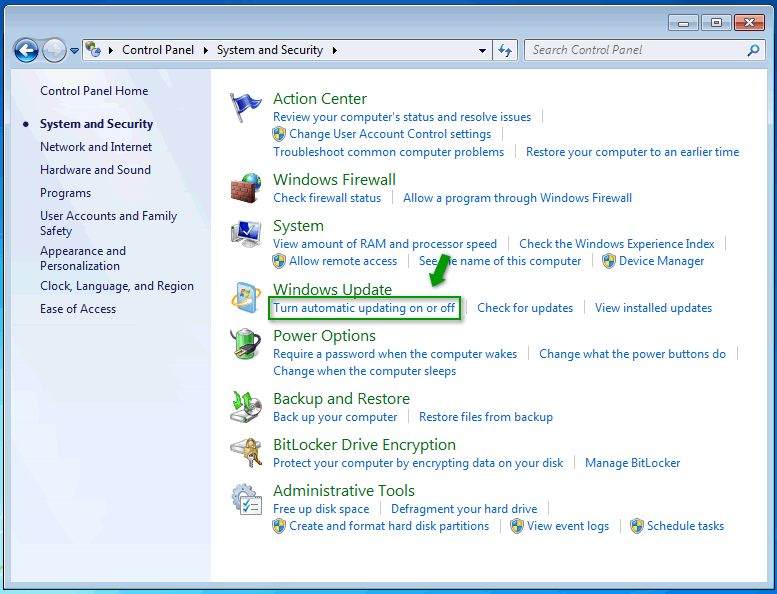 Control Panel System and Security Search Control Panel
Control Panel Home
System and Security
Network and Internet
Hardware and Sound
Programs
User Accounts and Family
Safety
Appearance and
Personalization
Clock, Language, and Region
Ease of Access
Action Center
Review your computer's status and resolve issues
Change User Account Control settings
Troubleshoot common computer problems Restore your computer to an earlier time
Windows Firewall
Check firewall status Allow a program through Windows Firewall
System
View amount of RAM and processor speed Check the Windows Experience Index
Allow remote access See name of this computer Device Manager
Windows Update
Turn automatic updating on or off Check for updates View installed updates
Power Options
Require a password when the computer wakes Change what the power buttons do
Change when the computer sleeps
Backup and Restore
Back up your computer Restore files from backup
BitLocker Drive Encryption
Protect your computer by encrypting data on your disk Manage BitLocker
Administrative Tools
Free up disk space Defragment your hard drive
Create and format hard disk partitions View event logs Schedule tasks